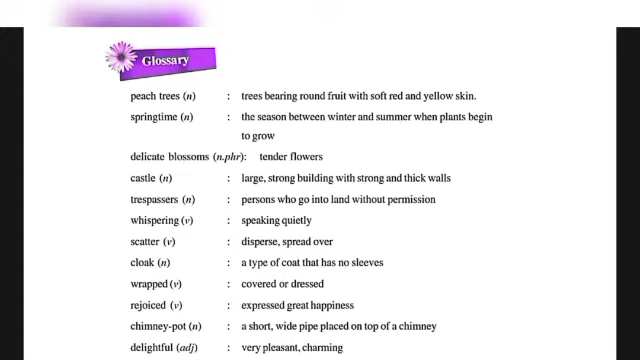 Glossary
peach trees (n) : trees bearing round fruit with soft red and yellow skin.
springtime (n) : the season between winter and summer when plants begin
to grow
delicate blossoms (n.phr): tender flowers
castle (n) : large, strong building with strong and thick walls
trespassers (n) : persons who go into land without permission
whispering (v) : speaking quietly
scatter (v) : disperse, spread over
cloak (n) : a type of coat that has no sleeves
wrapped (v) : covered or dressed
rejoiced (v) : expressed great happiness
chimney-pot (n) : a short, wide pipe placed on top of a chimney
delightful (adj) : very pleasant, charming